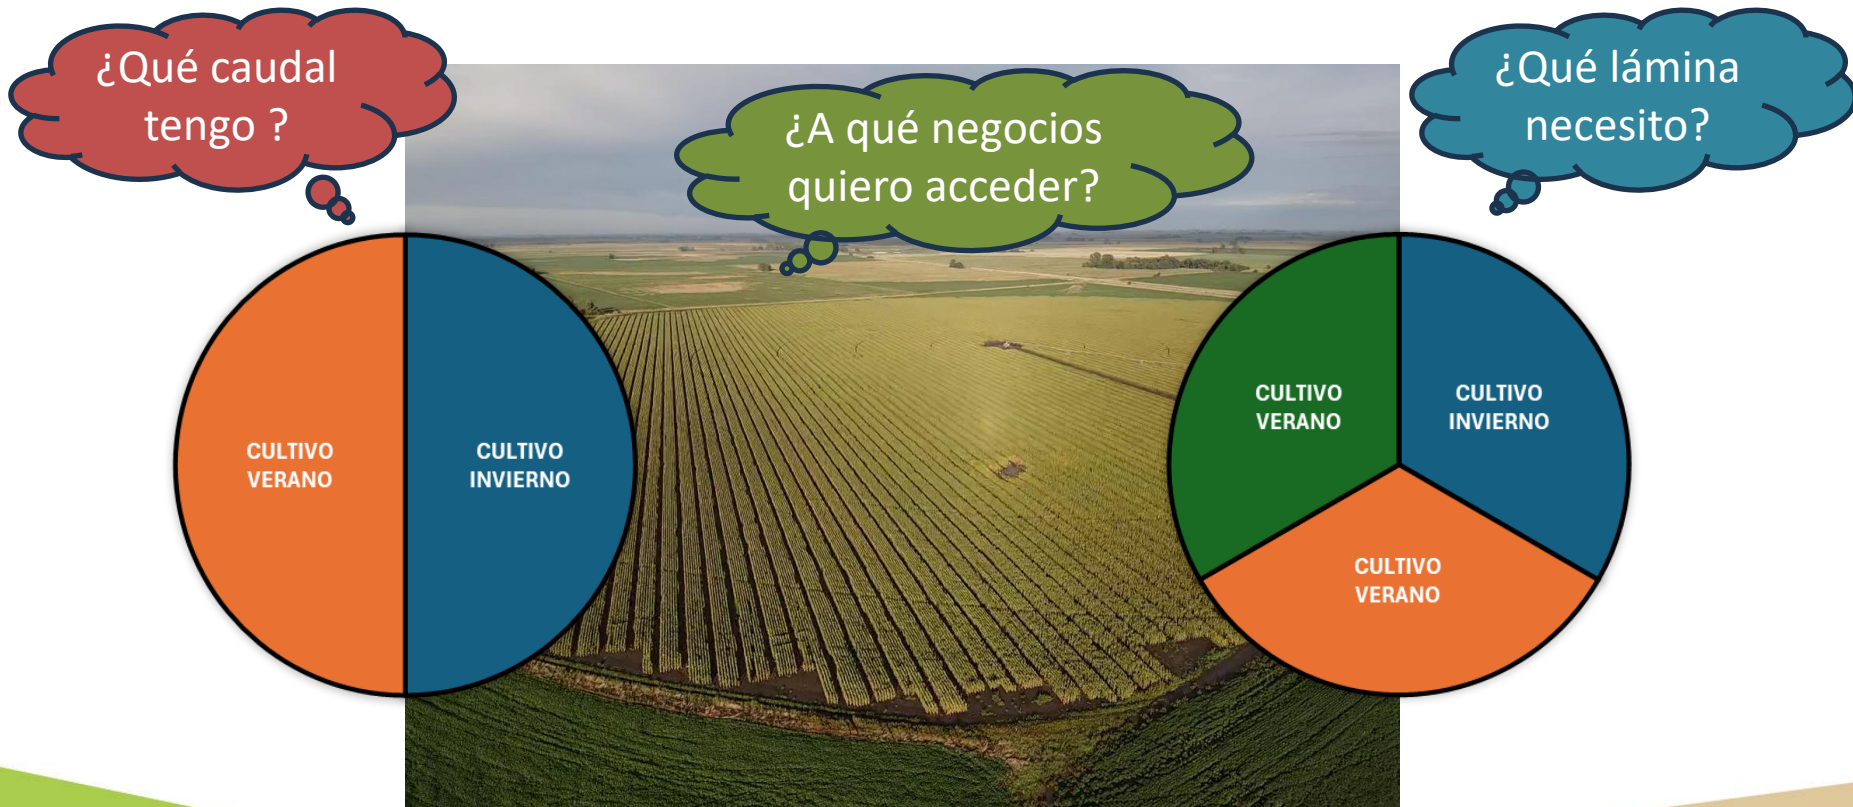 ¿Qué caudal
tengo ?
¿A qué negocios
quiero acceder?
¿Qué lámina
necesito?
CULTIVO
VERANO
CULTIVO
INVIERNO
CULTIVO
VERANO
CULTIVO
INVIERNO
CULTIVO
VERANO